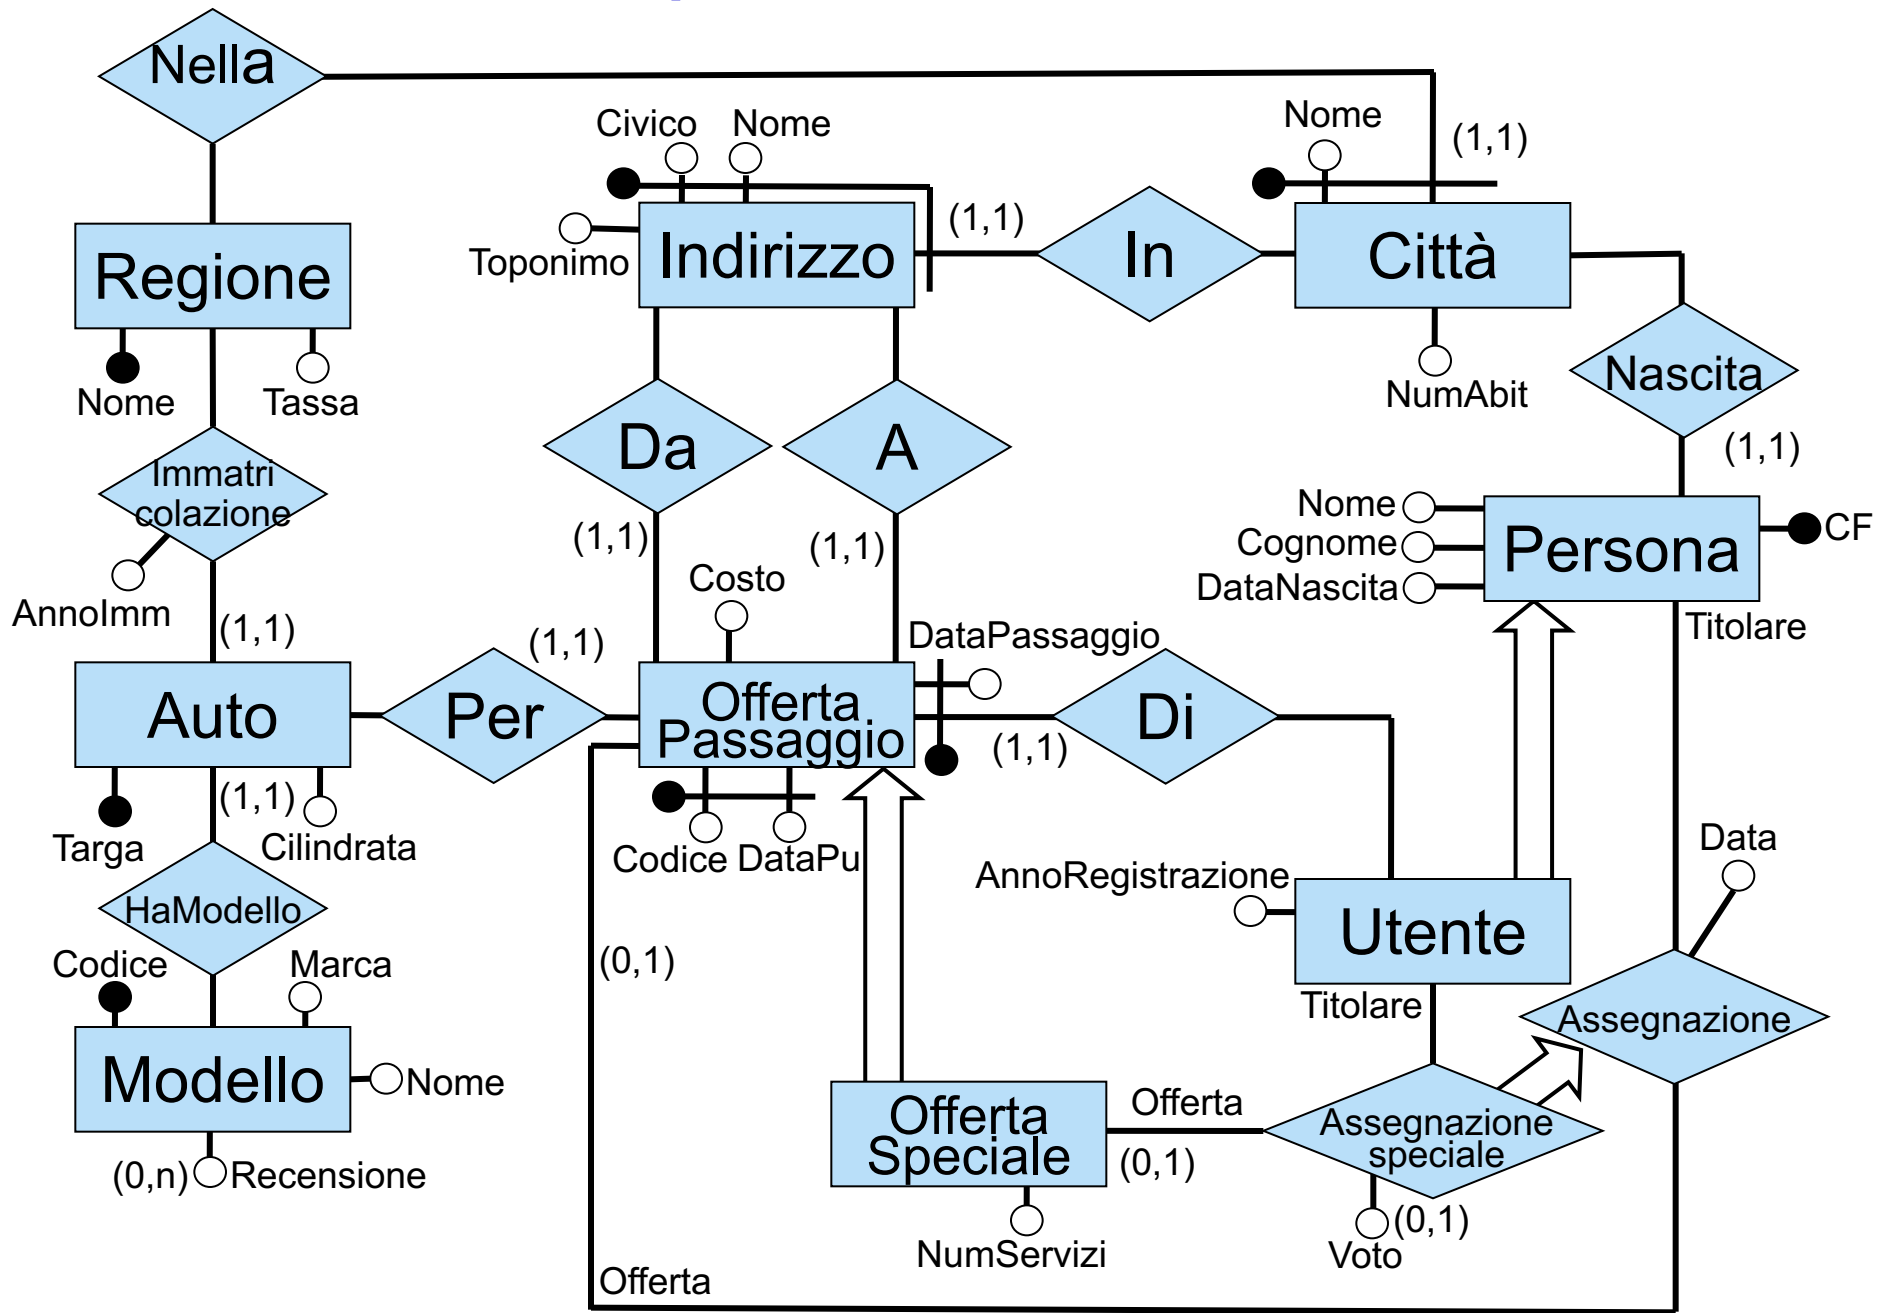 Nella
Civico
Nome
Nome
(1,1)
(1,1)
Toponimo
Indirizzo
In
Città
Regione
Nome
Tassa
NumAbit
Nascita
(1,1)
Da
A
Immatri
colazione
(1,1)
(1,1)
Nome
Cognome
DataNascita
Persona
CF
AnnoImm
(1,1)
Costo
(1,1)
DataPassaggio
Titolare
Auto
Per
Offerta
Passaggio
Di
(1,1)
(1,1)
Targa
Cilindrata
Codice
DataPu
Data
AnnoRegistrazione
HaModello
Utente
Codice
Marca
(0,1)
Titolare
Assegnazione
Modello
Nome
Offerta
Speciale
Offerta
(0,1)
Assegnazione
speciale
(0,n)
Recensione
NumServizi
Voto
(0,1)
Offerta